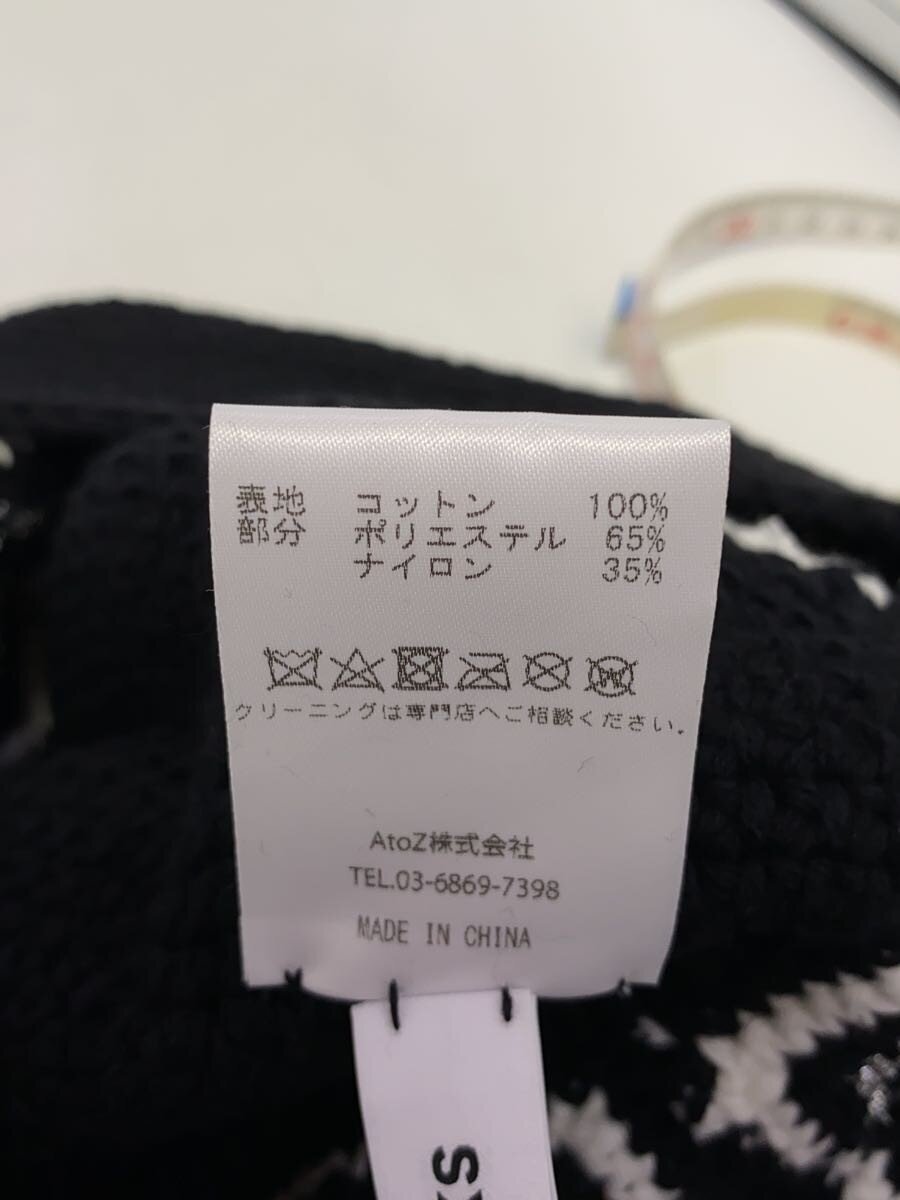 表地 コットン 100%
部分 ポリエステル 65%
ナイロン 35%
クリーニングは専門店へご相談ください。
AtoZ株式会社
TEL.03-6869-7398
MADE IN CHINA